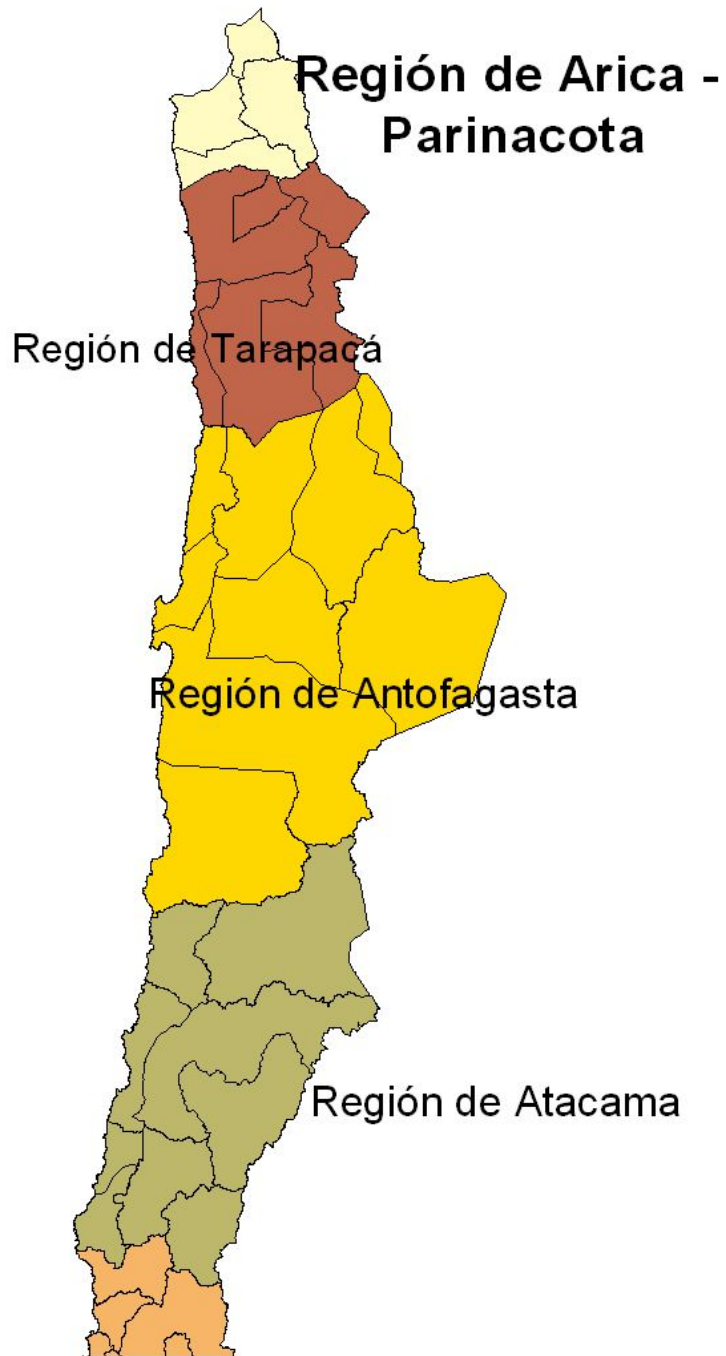 Región de Arica -
Parinacota
Región de Tarapacá
Región de Antofagasta
Región de Atacama